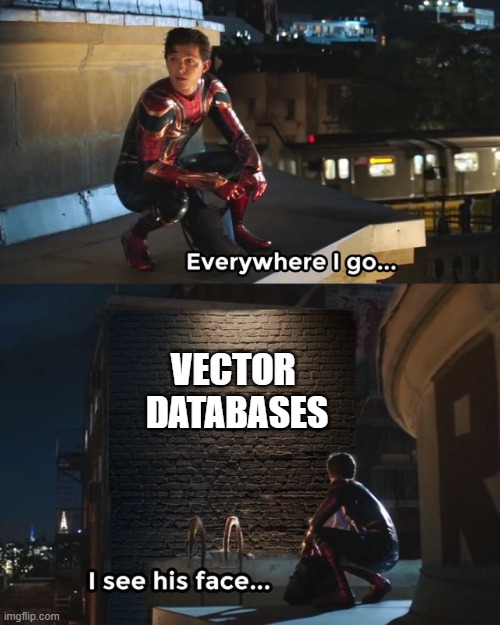 Everywhere I go...
VECTOR
DATABASES
I see his face...
imgflip.com